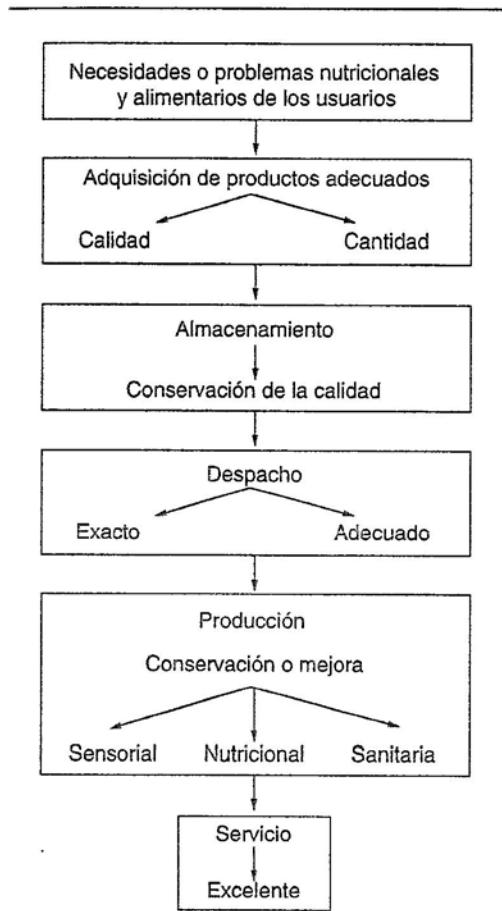 Necesidades o problemas nutricionales
y alimentarios de los usuarios
Adquisición de productos adecuados
Calidad Cantidad
Almacenamiento
Conservación de la calidad
Despacho
Exacto Adecuado
Producción
Conservación o mejora
Sensorial Nutricional Sanitaria
Servicio
Excelente